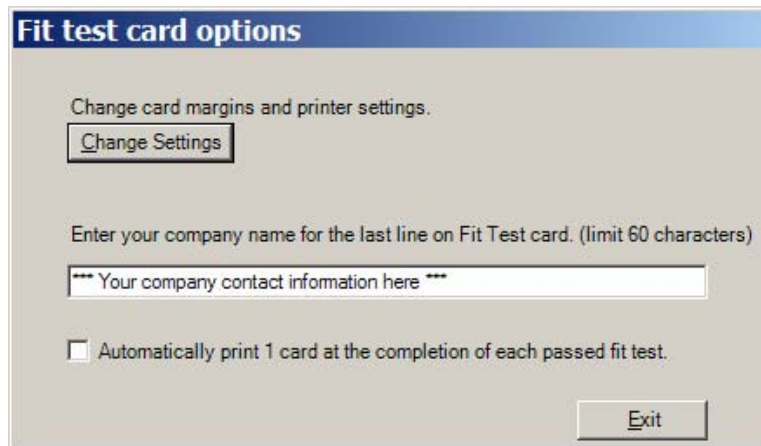 Fit test card options
Change card margins and printer settings.
Change Settings
Enter your company name for the last line on Fit Test card. (limit 60 characters)
*** Your company contact information here ***
Automatically print 1 card at the completion of each passed fit test.
Exit